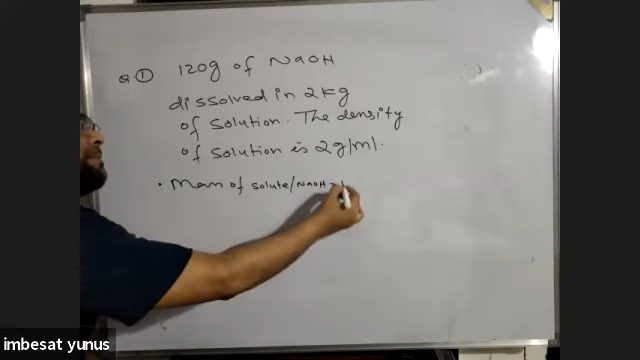 Q① 120g of NaOH
dissolved in 2Kg
of solution. The density
of solution is 2g/ml.
• Mass of solute/NaOH =
imbesat yunus